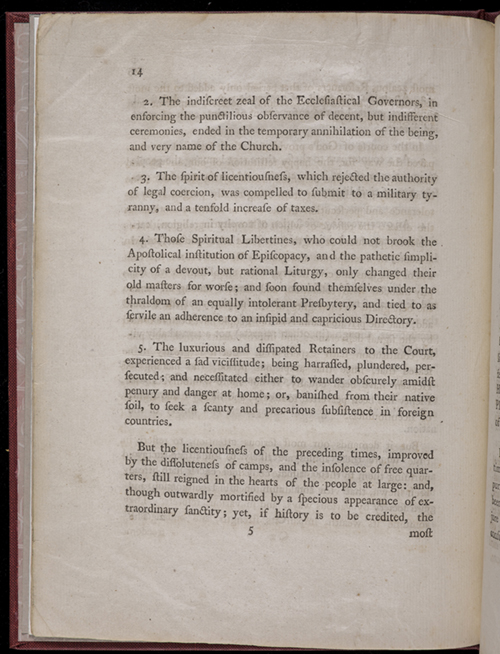 14
2. The indiſcreet zeal of the Eccleſiaſtical Governors, in
enforcing the punctilious obſervance of decent, but indifferent
ceremonies, ended in the temporary annihilation of the being,
and very name of the Church.
3. The ſpirit of licentiouſneſs, which rejected the authority
of legal coercion, was compelled to ſubmit to a military ty-
ranny, and a tenfold increaſe of taxes.
4. Thoſe Spiritual Libertines, who could not brook the
Apoſtolical inſtitution of Epiſcopacy, and the pathetic ſimpli-
city of a devout, but rational Liturgy, only changed their
old maſters for worſe; and ſoon found themſelves under the
thraldom of an equally intolerant Preſbytery, and tied to as
ſervile an adherence to an inſipid and capricious Directory.
5. The luxurious and diſſipated Retainers to the Court,
experienced a ſad viciſſitude; being harraſſed, plundered, per-
ſecuted; and neceſſitated either to wander obſcurely amidſt
penury and danger at home; or, baniſhed from their native
ſoil, to ſeek a ſcanty and precarious ſubſiſtence in foreign
countries.
But the licentiouſneſs of the preceding times, improved
by the diſſoluteneſs of camps, and the inſolence of free quar-
ters, ſtill reigned in the hearts of the people at large: and,
though outwardly mortified by a ſpecious appearance of ex-
traordinary ſanctity; yet, if hiſtory is to be credited, the
5 moſt